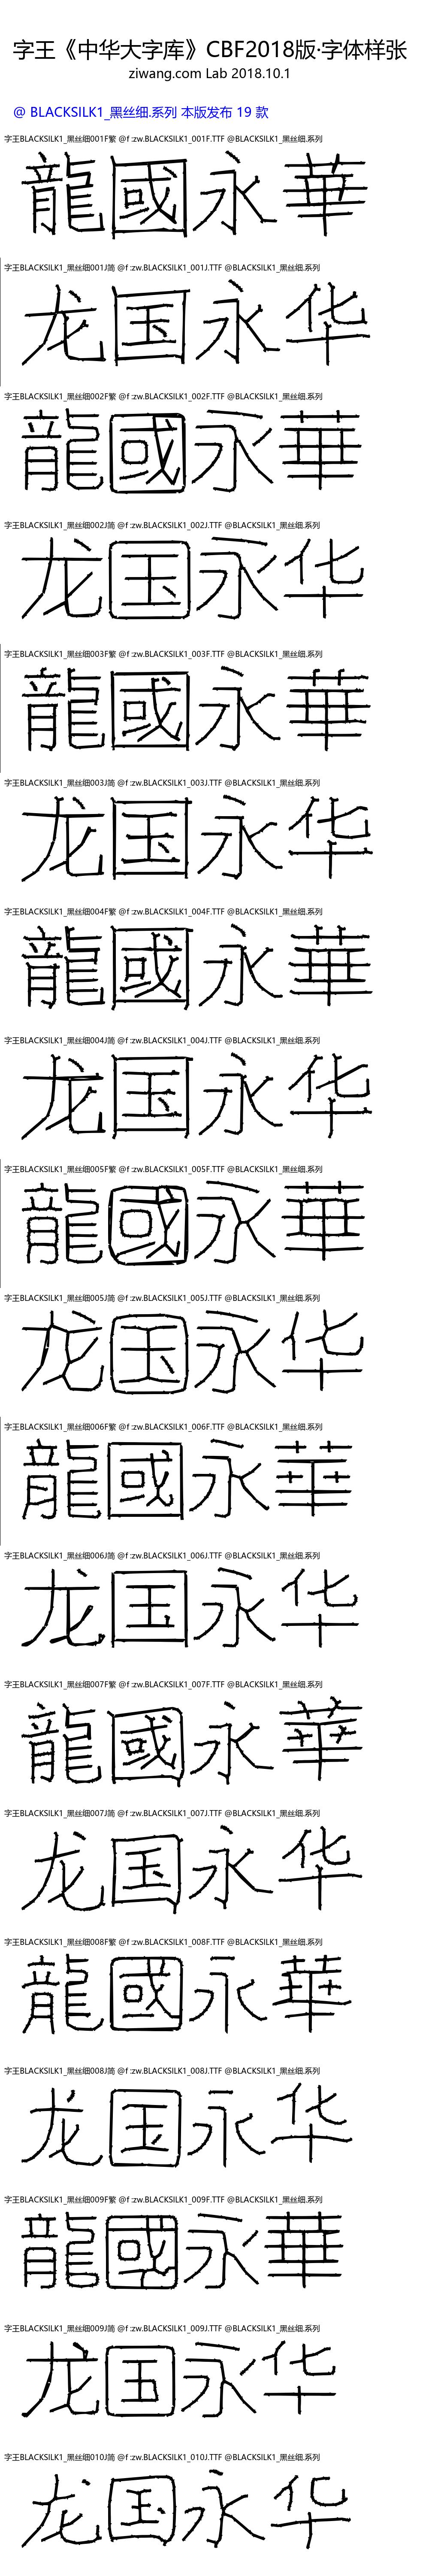 字王《中华大字库》CBF2018版·字体样张
ziwang.com Lab 2018.10.1
@ BLACKSILK1_黑丝细.系列 本版发布 19 款
字王BLACKSILK1_黑丝细001F繁 @f :zw.BLACKSILK1_001F.TTF @BLACKSILK1_黑丝细.系列
龍國永華
字王BLACKSILK1_黑丝细001J简 @f :zw.BLACKSILK1_001J.TTF @BLACKSILK1_黑丝细.系列
龙国永华
字王BLACKSILK1_黑丝细002F繁 @f :zw.BLACKSILK1_002F.TTF @BLACKSILK1_黑丝细.系列
龍國永華
字王BLACKSILK1_黑丝细002J简 @f :zw.BLACKSILK1_002J.TTF @BLACKSILK1_黑丝细.系列
龙国永华
字王BLACKSILK1_黑丝细003F繁 @f :zw.BLACKSILK1_003F.TTF @BLACKSILK1_黑丝细.系列
龍國永華
字王BLACKSILK1_黑丝细003J简 @f :zw.BLACKSILK1_003J.TTF @BLACKSILK1_黑丝细.系列
龙国永华
字王BLACKSILK1_黑丝细004F繁 @f :zw.BLACKSILK1_004F.TTF @BLACKSILK1_黑丝细.系列
龍國永華
字王BLACKSILK1_黑丝细004J简 @f :zw.BLACKSILK1_004J.TTF @BLACKSILK1_黑丝细.系列
龙国永华
字王BLACKSILK1_黑丝细005F繁 @f :zw.BLACKSILK1_005F.TTF @BLACKSILK1_黑丝细.系列
龍國永華
字王BLACKSILK1_黑丝细005J简 @f :zw.BLACKSILK1_005J.TTF @BLACKSILK1_黑丝细.系列
龙国永华
字王BLACKSILK1_黑丝细006F繁 @f :zw.BLACKSILK1_006F.TTF @BLACKSILK1_黑丝细.系列
龍國永華
字王BLACKSILK1_黑丝细006J简 @f :zw.BLACKSILK1_006J.TTF @BLACKSILK1_黑丝细.系列
龙国永华
字王BLACKSILK1_黑丝细007F繁 @f :zw.BLACKSILK1_007F.TTF @BLACKSILK1_黑丝细.系列
龍國永華
字王BLACKSILK1_黑丝细007J简 @f :zw.BLACKSILK1_007J.TTF @BLACKSILK1_黑丝细.系列
龙国永华
字王BLACKSILK1_黑丝细008F繁 @f :zw.BLACKSILK1_008F.TTF @BLACKSILK1_黑丝细.系列
龍國永華
字王BLACKSILK1_黑丝细008J简 @f :zw.BLACKSILK1_008J.TTF @BLACKSILK1_黑丝细.系列
龙国永华
字王BLACKSILK1_黑丝细009F繁 @f :zw.BLACKSILK1_009F.TTF @BLACKSILK1_黑丝细.系列
龍國永華
字王BLACKSILK1_黑丝细009J简 @f :zw.BLACKSILK1_009J.TTF @BLACKSILK1_黑丝细.系列
龙国永华
字王BLACKSILK1_黑丝细010J简 @f :zw.BLACKSILK1_010J.TTF @BLACKSILK1_黑丝细.系列
龙国永华